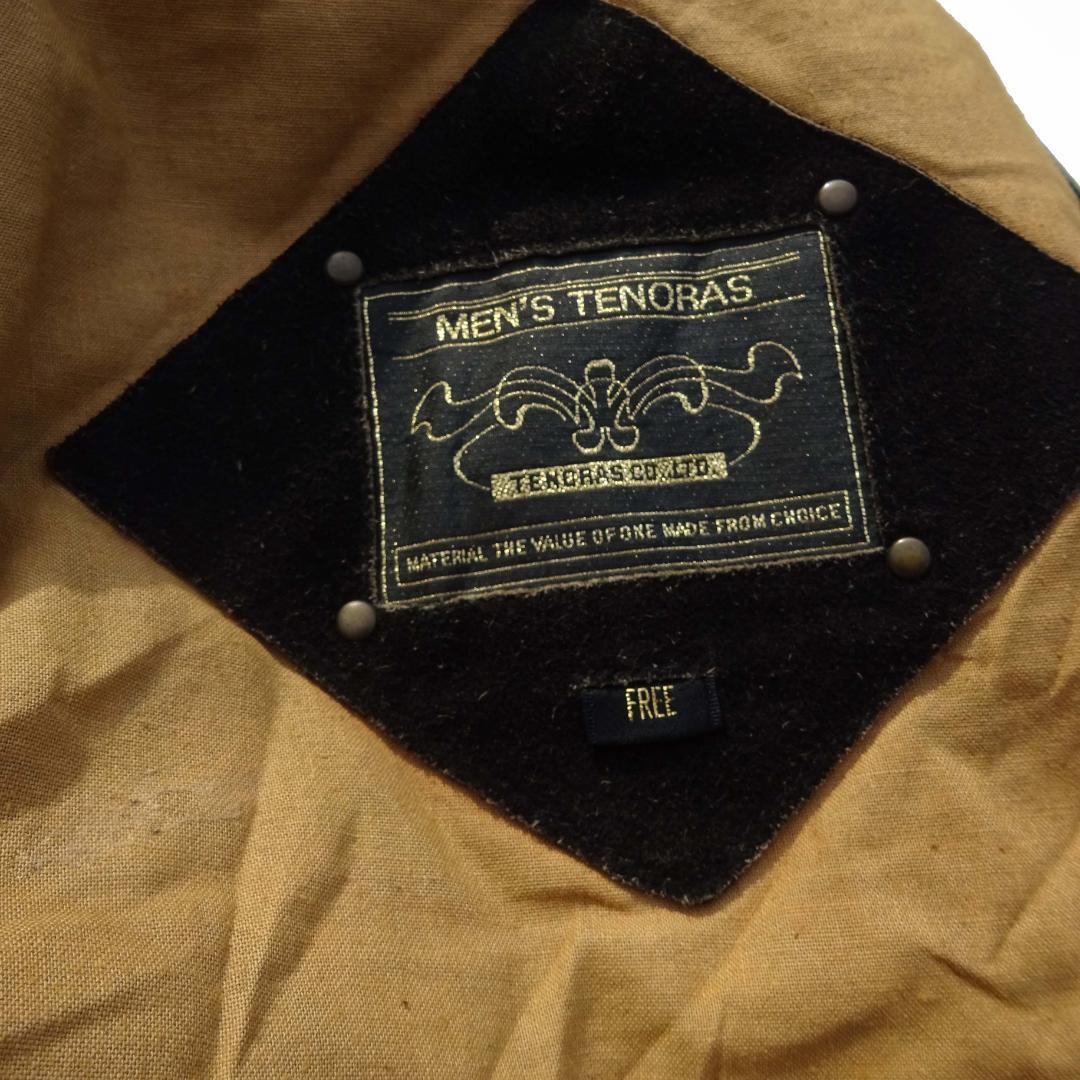 MEN'S TENORAS
TENORAS CO. LTD.
MATERIAL THE VALUE OF ONE MADE FROM CHOICE
FREE